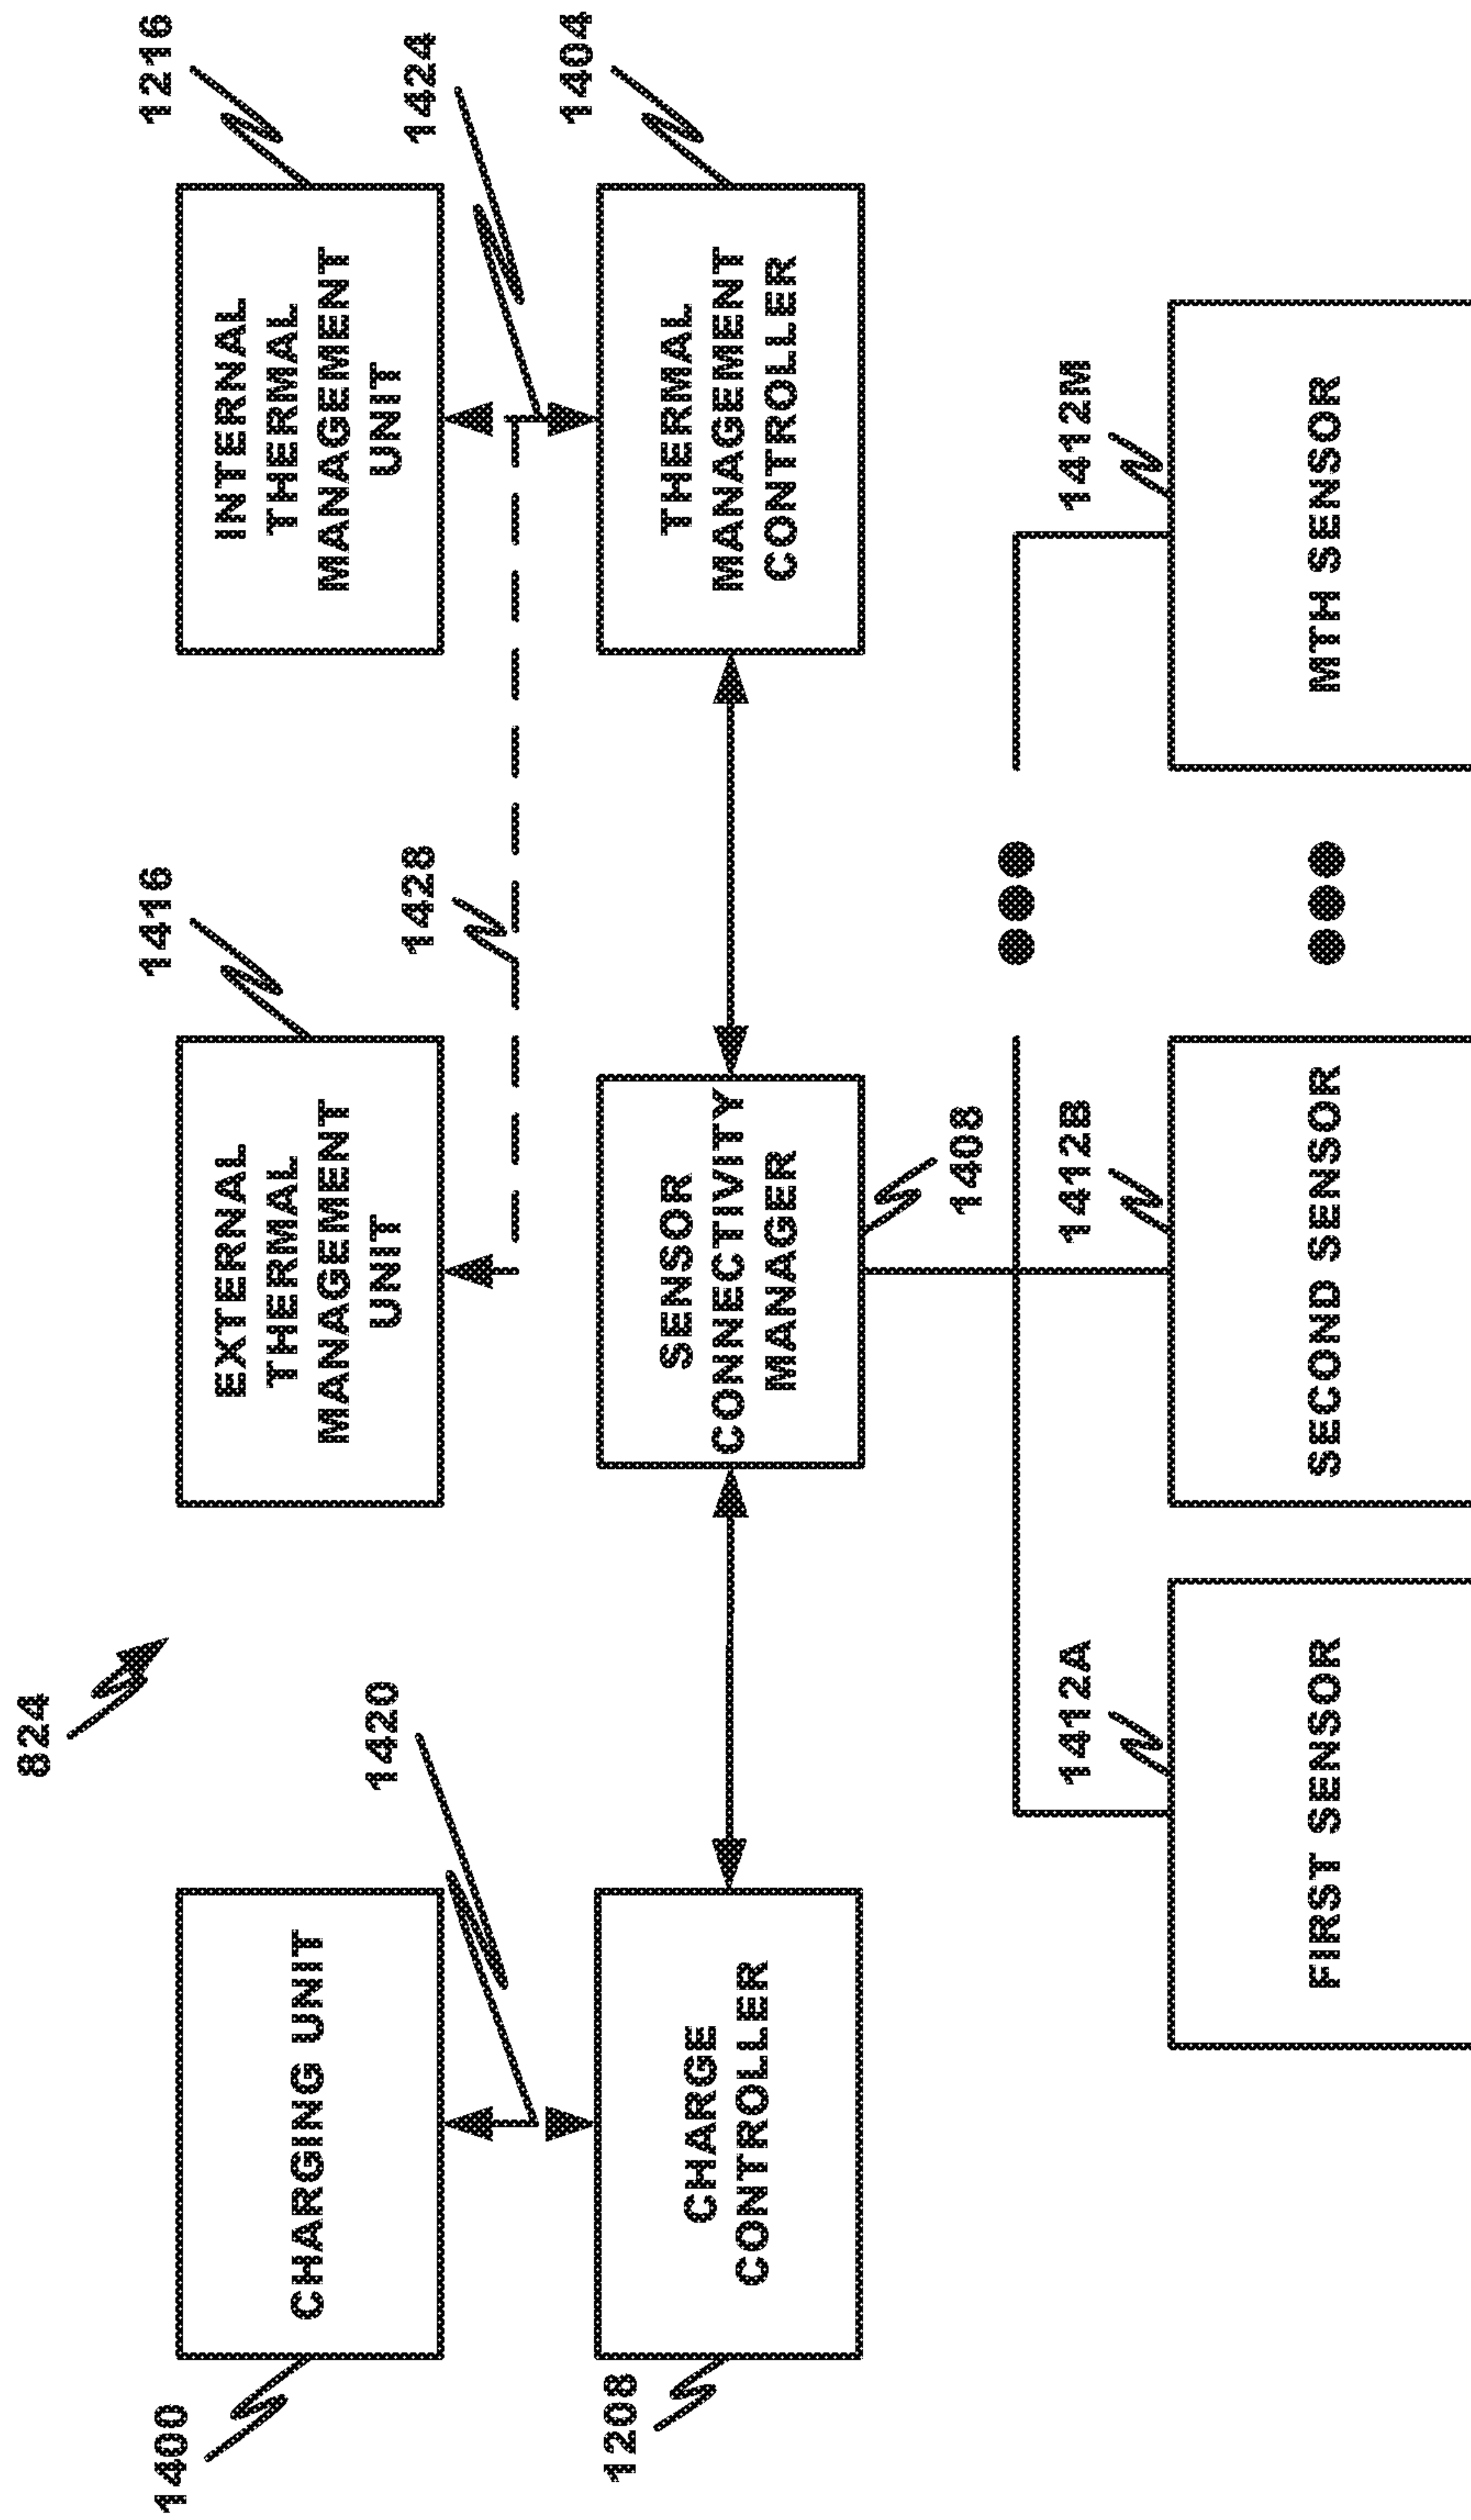 824
1400
CHARGING UNIT
1416
EXTERNAL
THERMAL
MANAGEMENT
UNIT
1216
INTERNAL
THERMAL
MANAGEMENT
UNIT
1420
1428
1424
1208
CHARGE
CONTROLLER
SENSOR
CONNECTIVITY
MANAGER
1404
THERMAL
MANAGEMENT
CONTROLLER
1408
1412A
FIRST SENSOR
1412B
SECOND SENSOR
1412M
MTH SENSOR